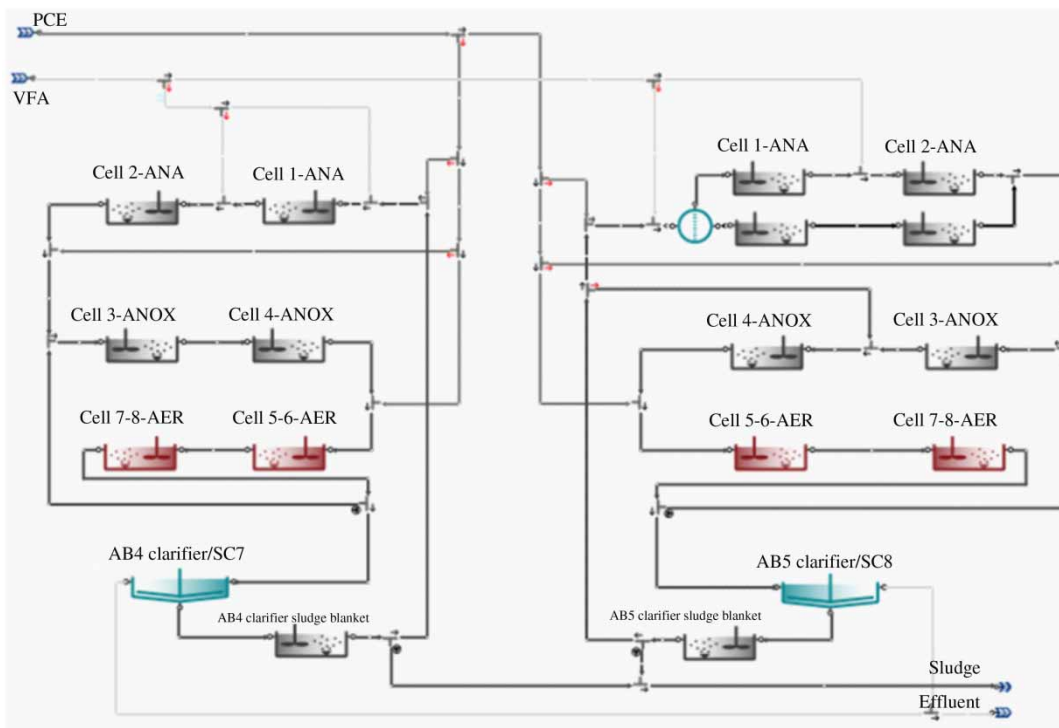 PCE
VFA
Cell 2-ANA
Cell 1-ANA
Cell 1-ANA
Cell 2-ANA
Cell 3-ANOX
Cell 4-ANOX
Cell 4-ANOX
Cell 3-ANOX
Cell 7-8-AER
Cell 5-6-AER
Cell 5-6-AER
Cell 7-8-AER
AB4 clarifier/SC7
AB5 clarifier/SC8
AB4 clarifier sludge blanket
AB5 clarifier sludge blanket
Sludge
Effluent